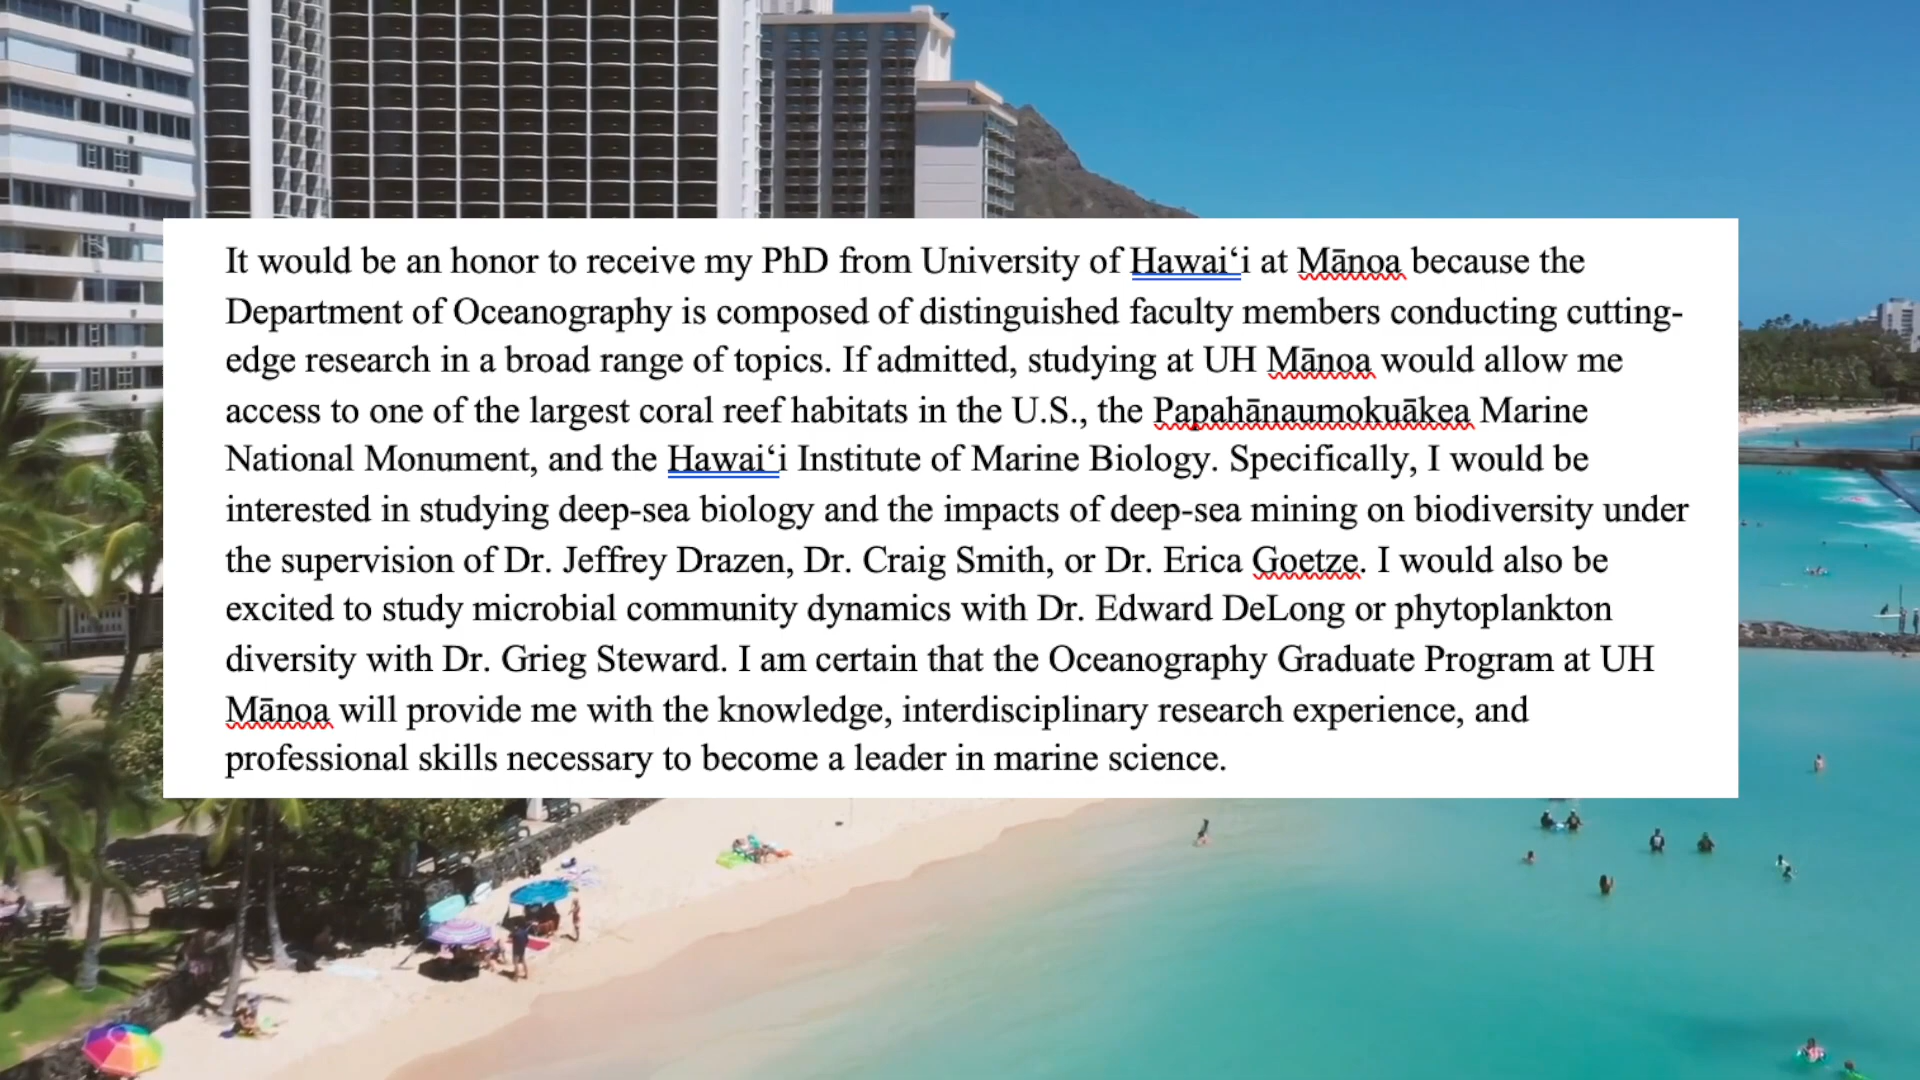 It would be an honor to receive my PhD from University of Hawaiʻi at Mānoa because the
Department of Oceanography is composed of distinguished faculty members conducting cutting-
edge research in a broad range of topics. If admitted, studying at UH Mānoa would allow me
access to one of the largest coral reef habitats in the U.S., the Papahānaumokuākea Marine
National Monument, and the Hawaiʻi Institute of Marine Biology. Specifically, I would be
interested in studying deep-sea biology and the impacts of deep-sea mining on biodiversity under
the supervision of Dr. Jeffrey Drazen, Dr. Craig Smith, or Dr. Erica Goetze. I would also be
excited to study microbial community dynamics with Dr. Edward DeLong or phytoplankton
diversity with Dr. Grieg Steward. I am certain that the Oceanography Graduate Program at UH
Mānoa will provide me with the knowledge, interdisciplinary research experience, and
professional skills necessary to become a leader in marine science.